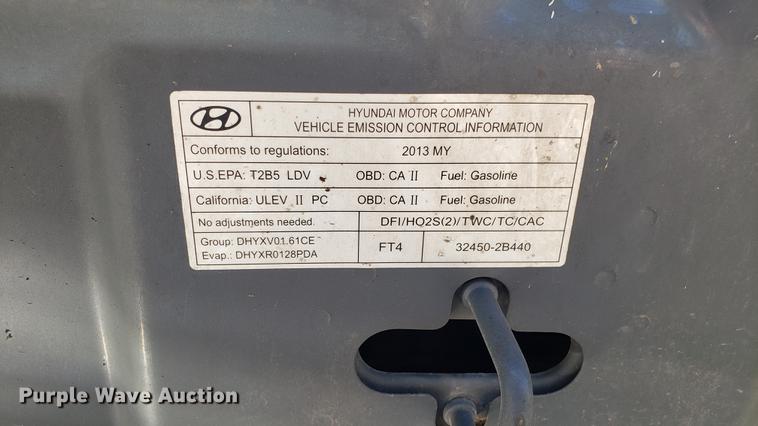 HYUNDAI MOTOR COMPANY
VEHICLE EMISSION CONTROL INFORMATION
Conforms to regulations: 2013 MY
U.S.EPA: T2B5 LDV OBD: CA II Fuel: Gasoline
California: ULEV II PC OBD: CA II Fuel: Gasoline
No adjustments needed. DFI/HO2S(2)/TWC/TC/CAC
Group: DHYXV01.61CE
Evap.: DHYXR0128PDA
FT4 32450-2B440
Purple Wave Auction